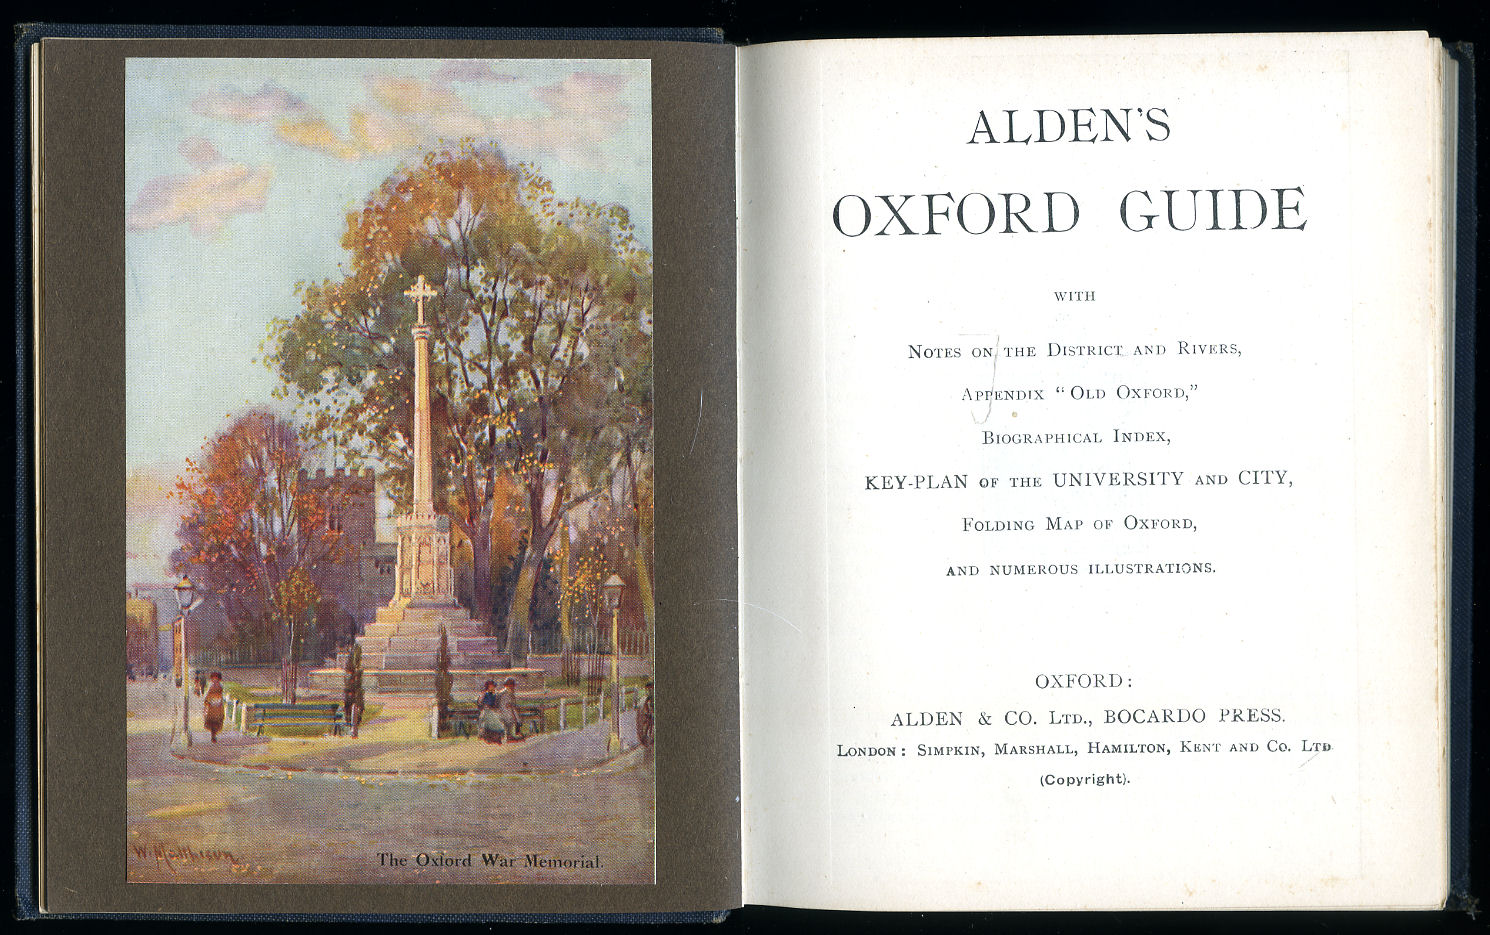 W. Matthison
The Oxford War Memorial.
ALDEN'S
OXFORD GUIDE
WITH
NOTES ON THE DISTRICT AND RIVERS,
APPENDIX "OLD OXFORD,"
BIOGRAPHICAL INDEX,
KEY-PLAN OF THE UNIVERSITY AND CITY,
FOLDING MAP OF OXFORD,
AND NUMEROUS ILLUSTRATIONS.
OXFORD:
ALDEN & CO. LTD., BOCARDO PRESS.
LONDON: SIMPKIN, MARSHALL, HAMILTON, KENT AND CO. LTD
(Copyright).